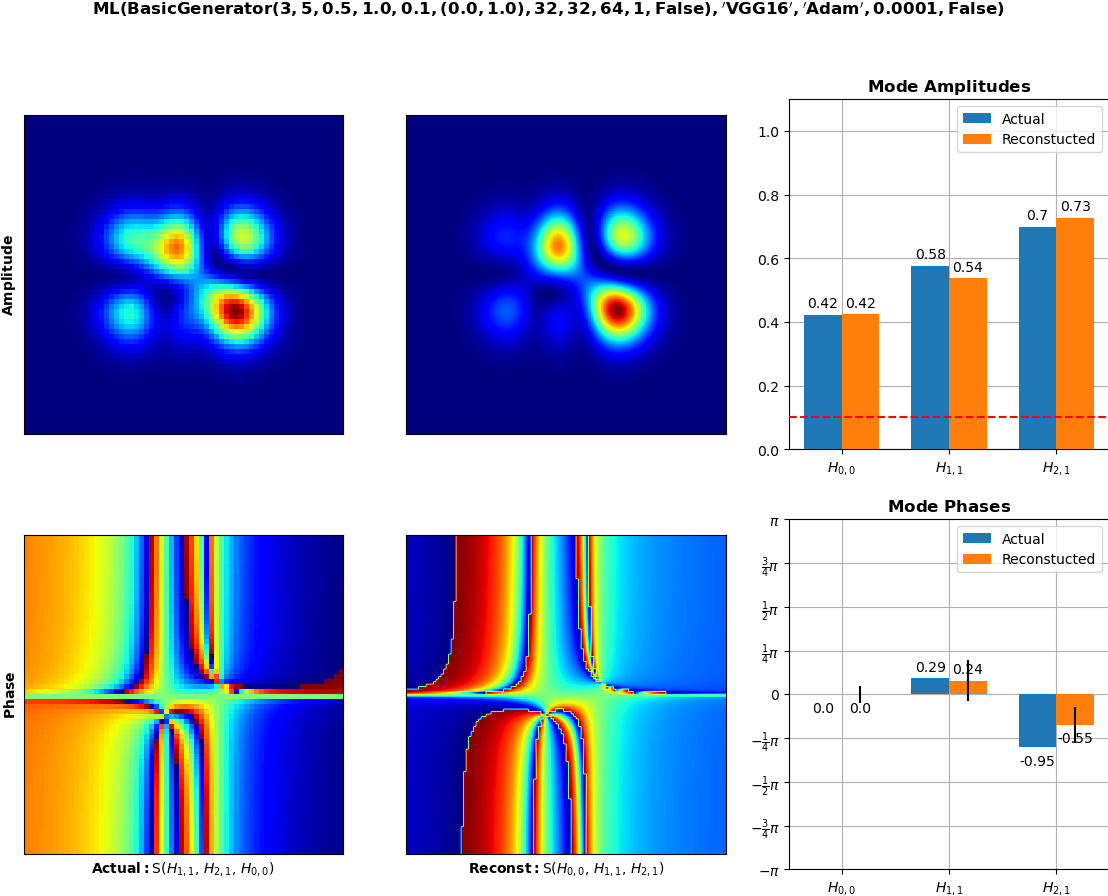 ML(BasicGenerator(3, 5, 0.5, 1.0, 0.1, (0.0, 1.0), 32, 32, 64, 1, False), ′VGG16′, ′Adam′, 0.0001, False)
Amplitude
Mode Amplitudes
Actual
Reconstucted
1.0
0.8
0.6
0.4
0.2
0.0
0.42 0.42
0.58
0.54
0.7
0.73
H₀,₀ H₁,₁ H₂,₁
Phase
Actual: S(H₁,₁, H₂,₁, H₀,₀)
Reconst: S(H₀,₀, H₁,₁, H₂,₁)
Mode Phases
Actual
Reconstucted
π
¾π
½π
¼π
0
−¼π
−½π
−¾π
−π
0.0 0.0
0.29 0.24
-0.95
-0.55
H₀,₀ H₁,₁ H₂,₁